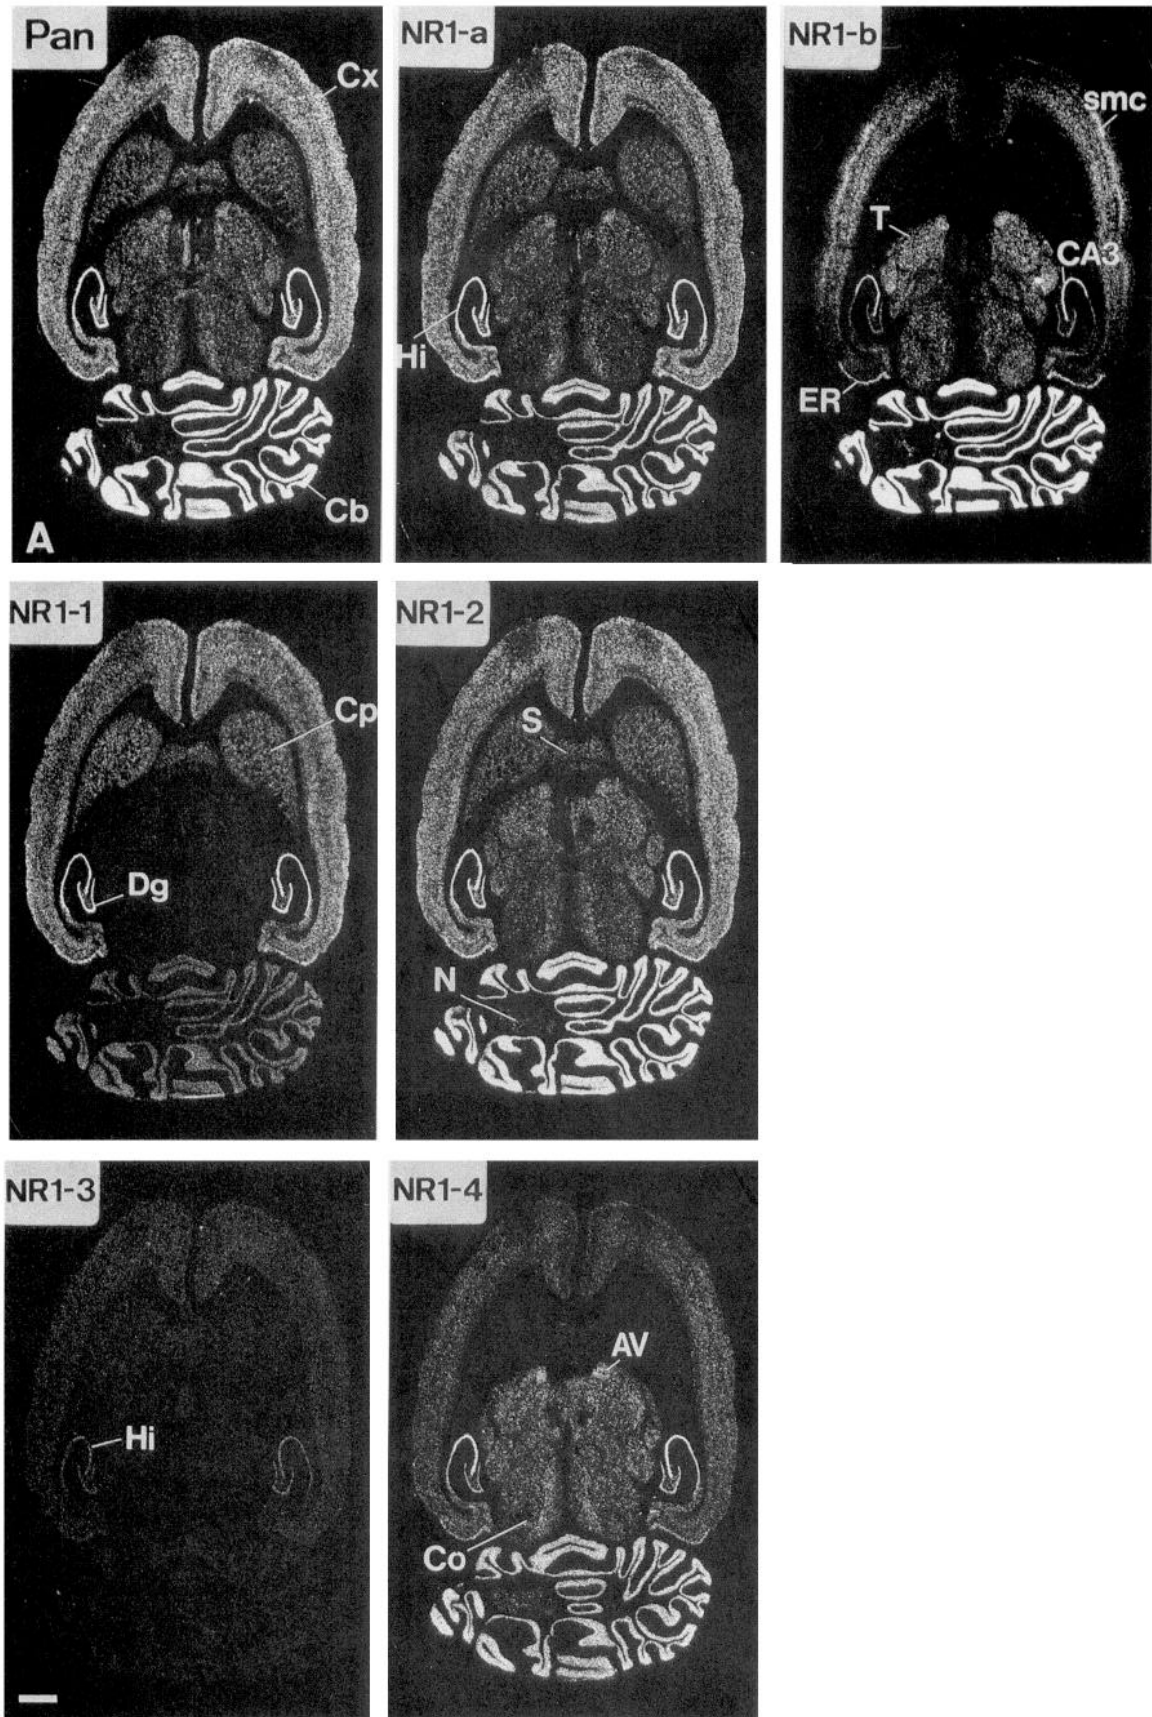 Pan
Cx
Cb
A
NR1-a
Hi
NR1-b
smc
T
CA3
ER
NR1-1
Cp
Dg
NR1-2
S
N
NR1-3
Hi
NR1-4
AV
Co